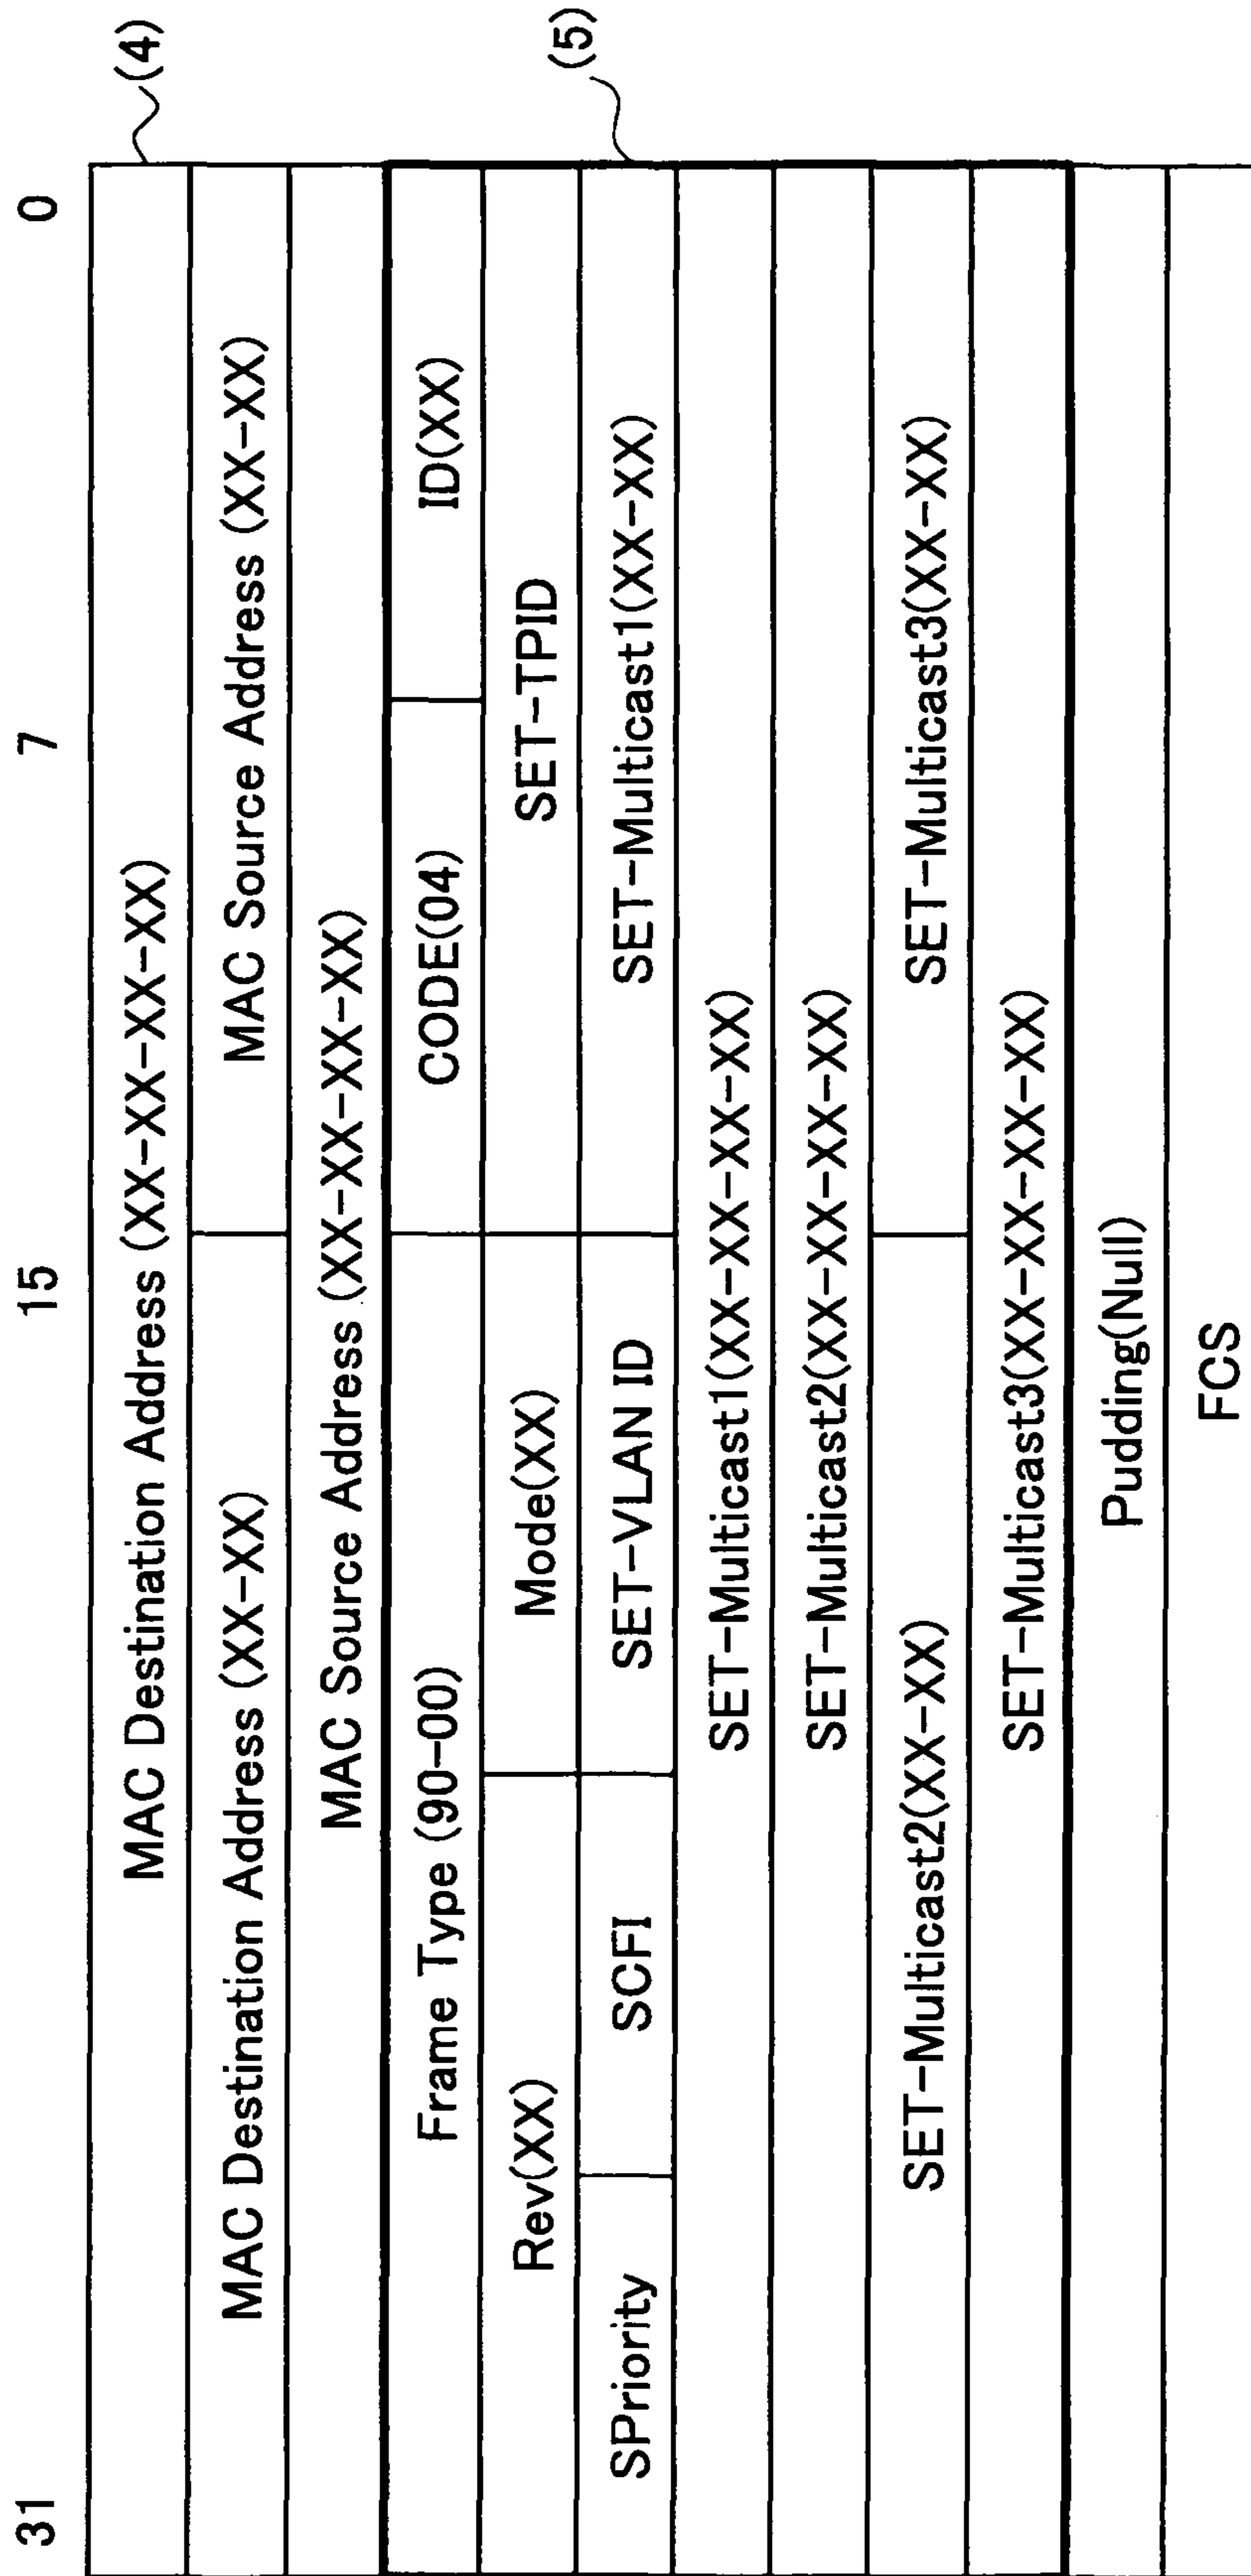 31 15 7 0
MAC Destination Address (XX-XX-XX-XX)
(4)
MAC Destination Address (XX-XX) MAC Source Address (XX-XX)
MAC Source Address (XX-XX-XX-XX)
Frame Type (90-00) CODE(04) ID(XX)
Rev(XX) Mode(XX) SET-TPID
SPriority SCFI SET-VLAN ID SET-Multicast1(XX-XX)
(5)
SET-Multicast1(XX-XX-XX-XX)
SET-Multicast2(XX-XX-XX-XX)
SET-Multicast2(XX-XX) SET-Multicast3(XX-XX)
SET-Multicast3(XX-XX-XX-XX)
Pudding(Null)
FCS